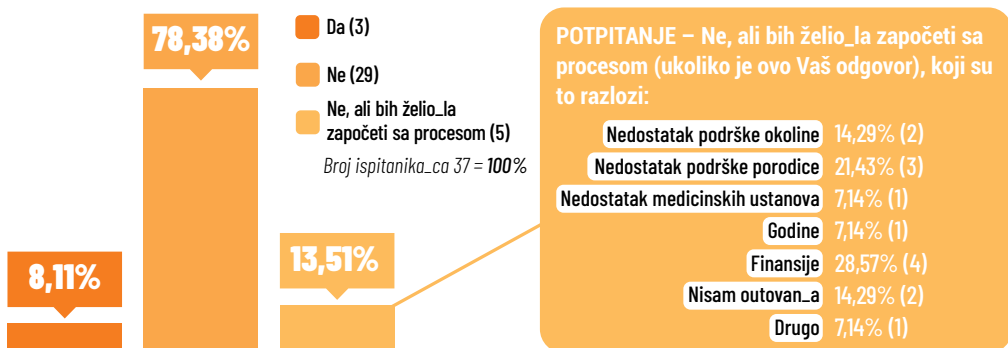 78,38%
8,11%
13,51%
Da (3)
Ne (29)
Ne, ali bih želio_la
započeti sa procesom (5)
Broj ispitanika_ca 37 = 100%
POTPITANJE – Ne, ali bih želio_la započeti sa
procesom (ukoliko je ovo Vaš odgovor), koji su
to razlozi:
Nedostatak podrške okoline 14,29% (2)
Nedostatak podrške porodice 21,43% (3)
Nedostatak medicinskih ustanova 7,14% (1)
Godine 7,14% (1)
Finansije 28,57% (4)
Nisam outovan_a 14,29% (2)
Drugo 7,14% (1)